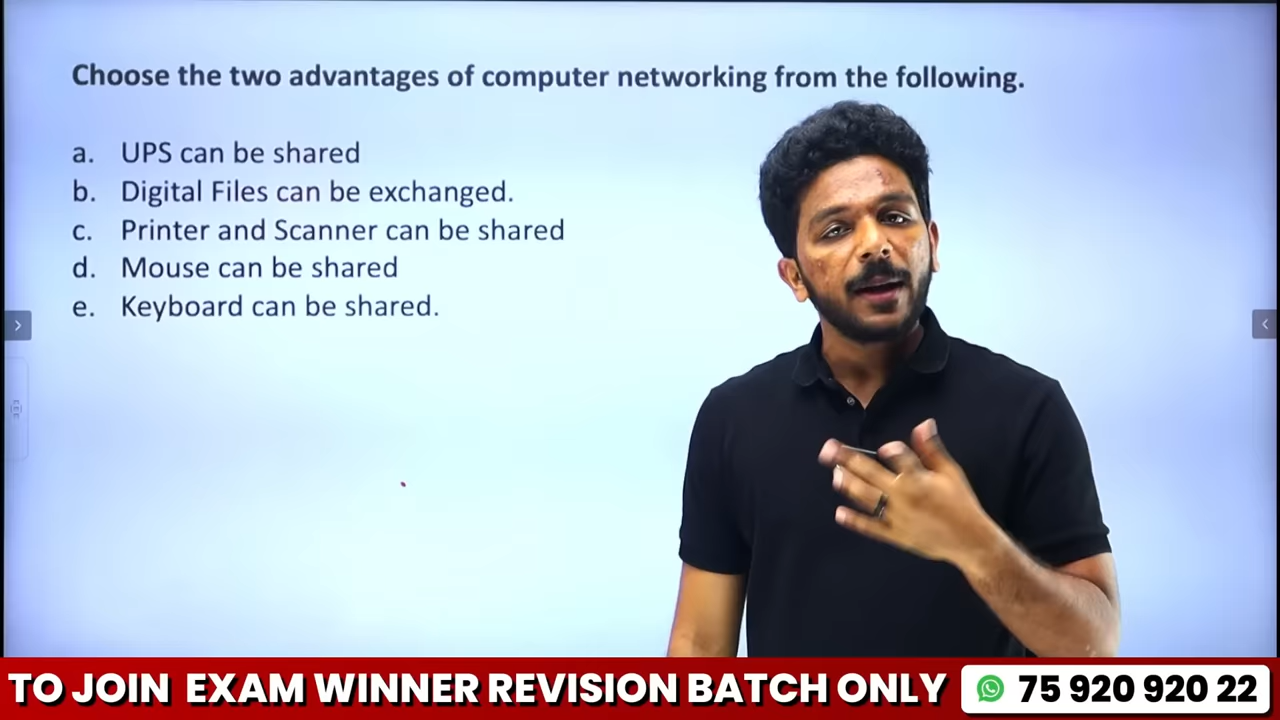 Choose the two advantages of computer networking from the following.
a. UPS can be shared
b. Digital Files can be exchanged.
c. Printer and Scanner can be shared
d. Mouse can be shared
e. Keyboard can be shared.
TO JOIN EXAM WINNER REVISION BATCH ONLY 75 920 920 22